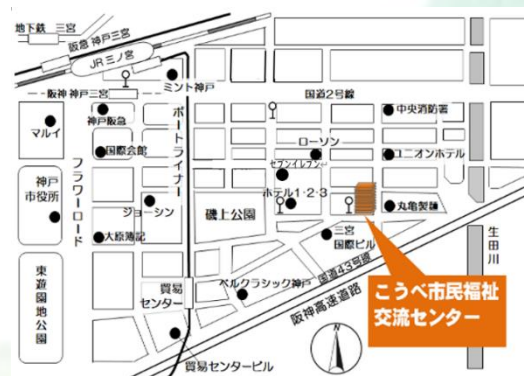 地下鉄 三宮
阪急 神戸三宮
JR 三ノ宮
阪神 神戸三宮
ミント神戸
国道2号線
マルイ
神戸阪急
ポートライナー
中央消防署
国際会館
フラワーロード
ローソン
ユニオンホテル
セブンイレブン
神戸
市役所
ジョーシン
磯上公園
ホテル1・2・3
丸亀製麺
大原簿記
三宮
国際ビル
生田川
国道43号線
東遊園地公園
貿易
センター
ベルクラシック神戸
阪神高速道路
こうべ市民福祉
交流センター
貿易センタービル
N